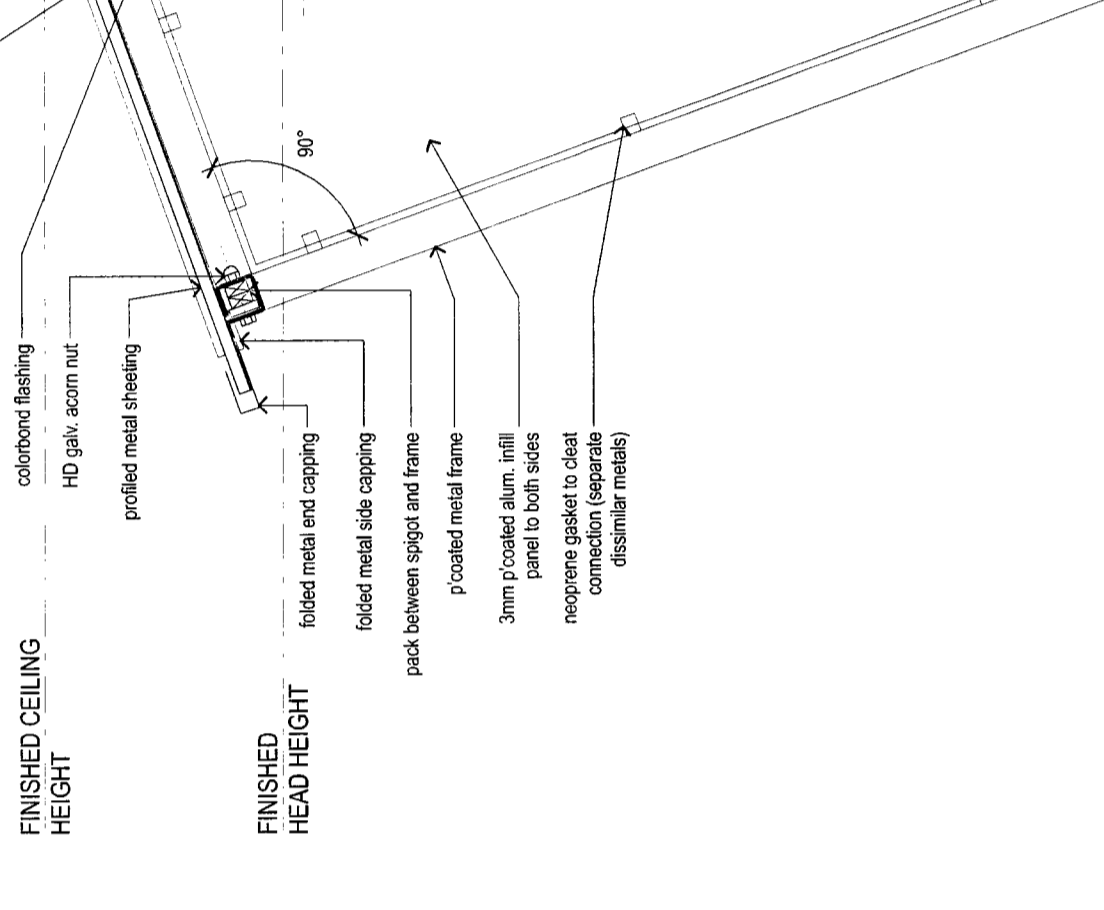 colorbond flashing
HD galv. acorn nut
profiled metal sheeting
FINISHED CEILING
HEIGHT
90°
folded metal end capping
folded metal side capping
pack between spigot and frame
p'coated metal frame
3mm p'coated alum. infill
panel to both sides
neoprene gasket to cleat
connection (separate
dissimilar metals)
FINISHED
HEAD HEIGHT